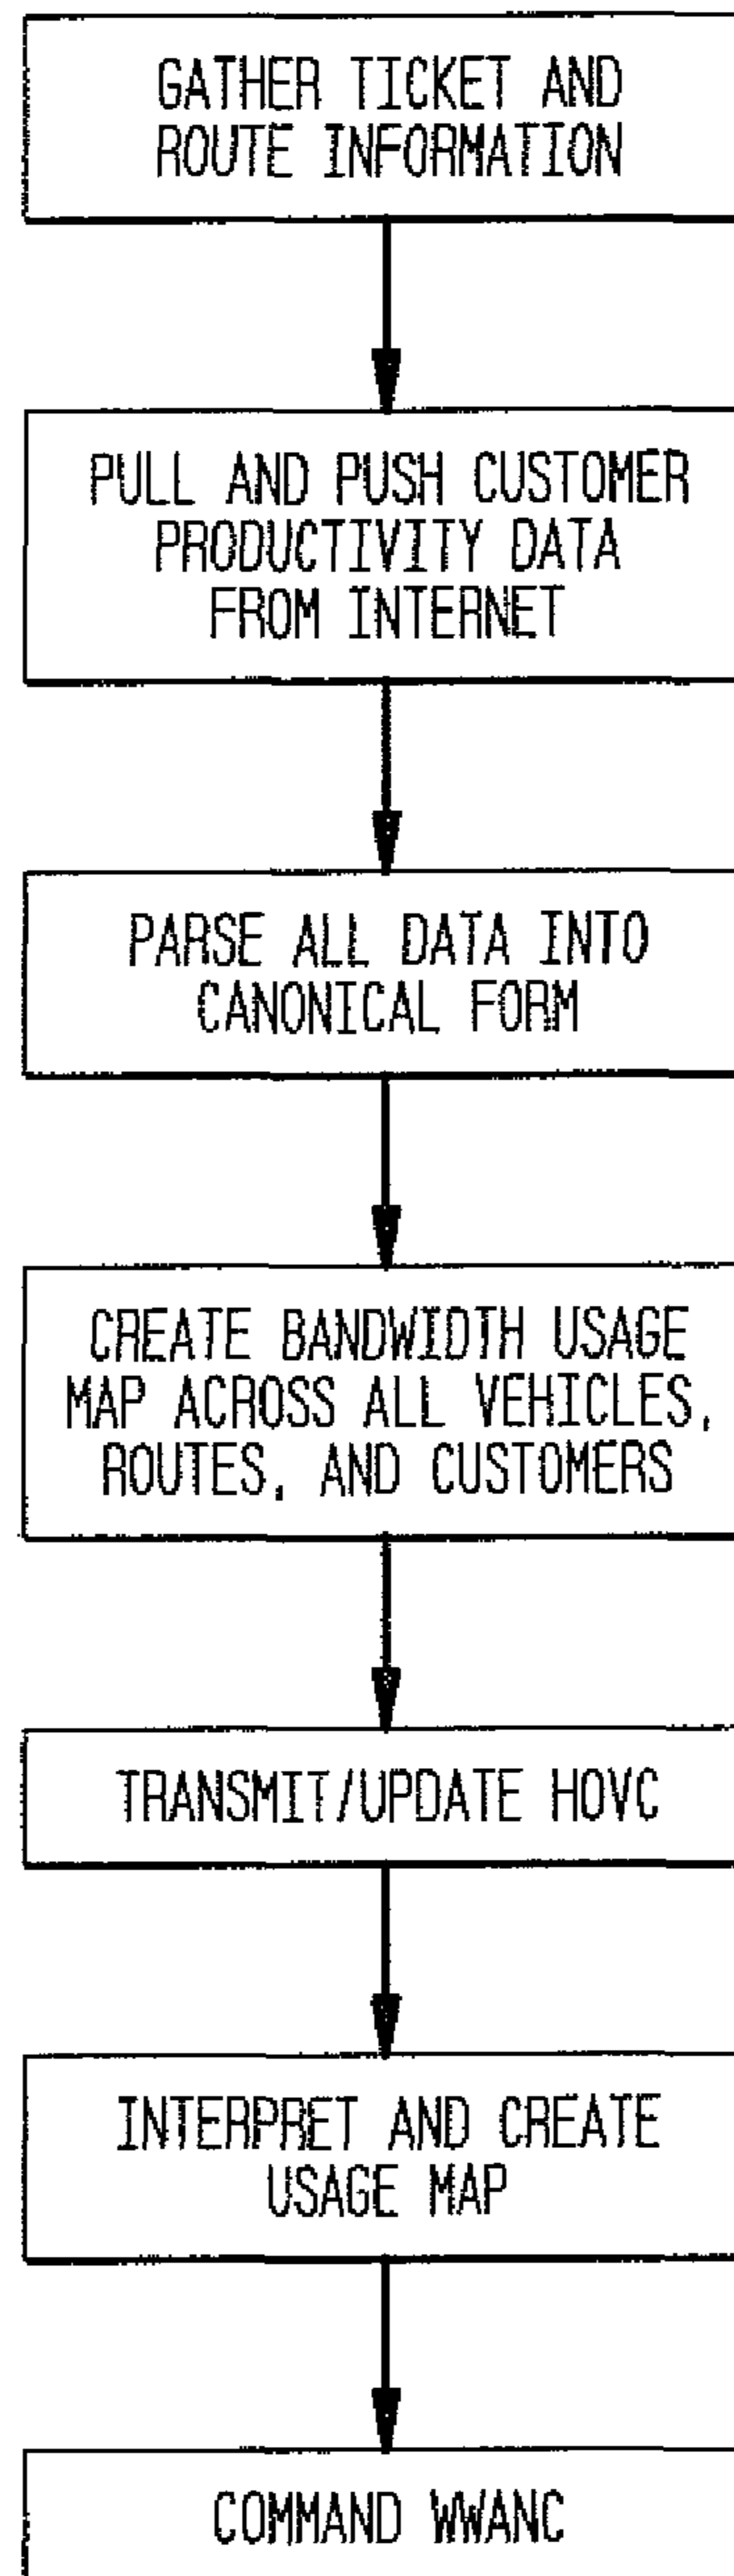 GATHER TICKET AND
ROUTE INFORMATION
PULL AND PUSH CUSTOMER
PRODUCTIVITY DATA
FROM INTERNET
PARSE ALL DATA INTO
CANONICAL FORM
CREATE BANDWIDTH USAGE
MAP ACROSS ALL VEHICLES,
ROUTES, AND CUSTOMERS
TRANSMIT/UPDATE HOVC
INTERPRET AND CREATE
USAGE MAP
COMMAND WWANC